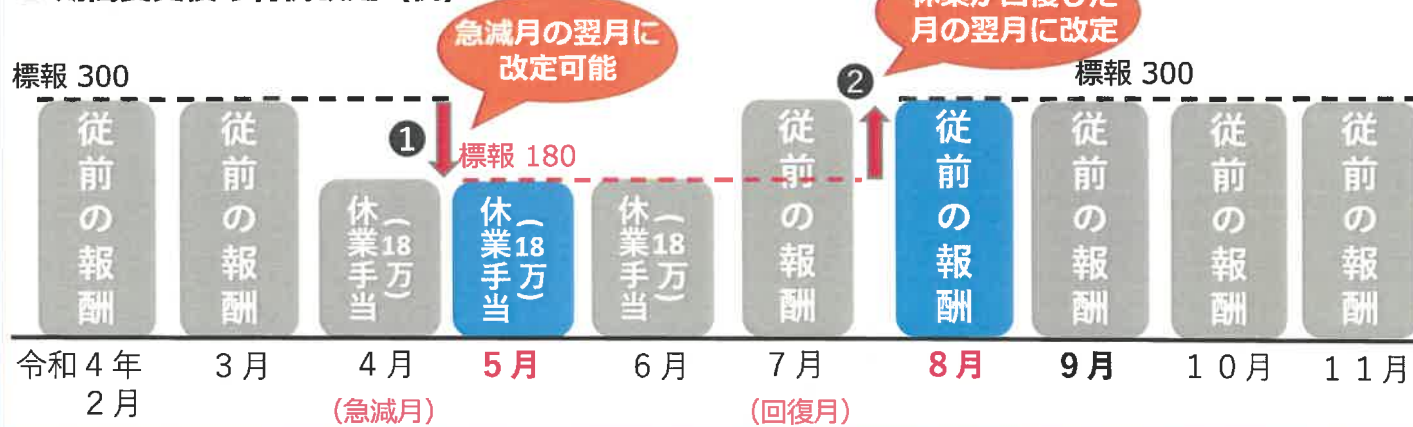 急減月の翌月に
改定可能
月の翌月に改定
標報 300
標報 300
❶
❷
標報 180
従前の報酬
従前の報酬
休業手当
(18万)
休業手当
(18万)
休業手当
(18万)
従前の報酬
従前の報酬
従前の報酬
従前の報酬
従前の報酬
令和4年
2月
3月
4月
(急減月)
5月
6月
7月
(回復月)
8月
9月
10月
11月